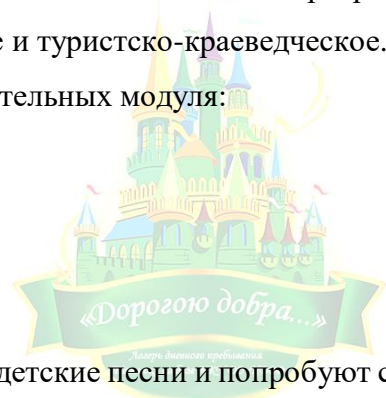 е и туристско-краеведческое.
тельных модуля:
«Дорогою добра...»
Лагерь дневного пребывания
детские песни и попробуют с